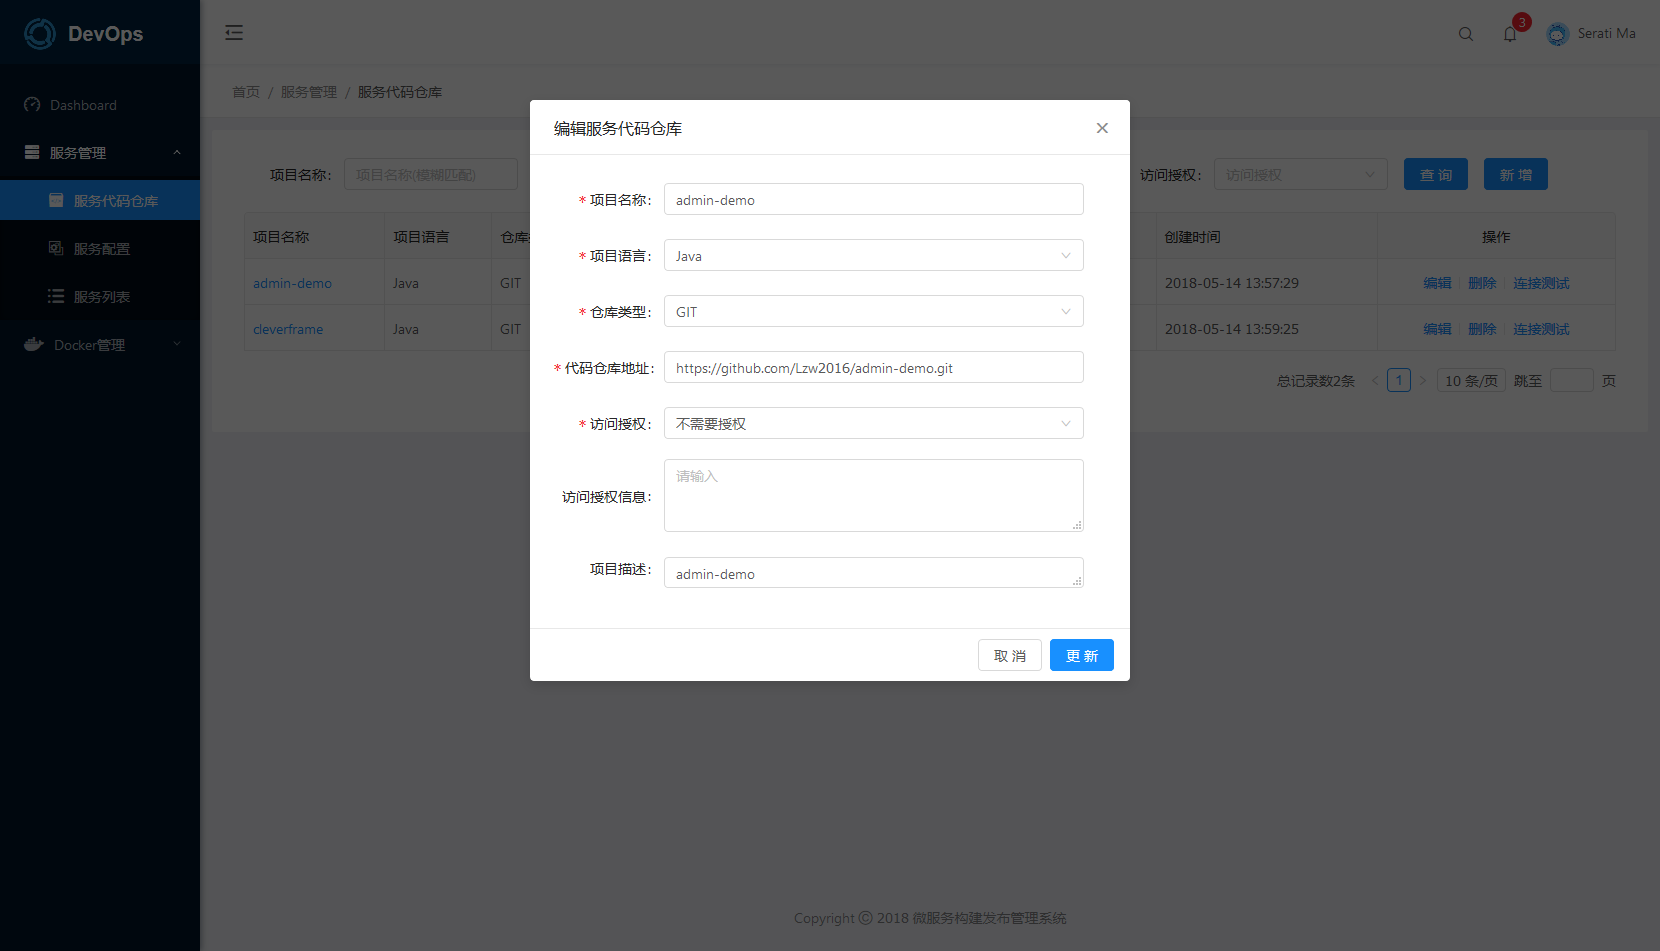 DevOps
3
Serati Ma
Dashboard
服务管理
服务代码仓库
服务配置
服务列表
Docker管理
首页 / 服务管理 / 服务代码仓库
项目名称:
项目名称(模糊匹配)
访问授权:
访问授权
查 询
新 增
项目名称 项目语言 创建时间 操作
admin-demo Java GIT 2018-05-14 13:57:29 编辑 删除 连接测试
cleverframe Java GIT 2018-05-14 13:59:25 编辑 删除 连接测试
总记录数2条 < 1 > 10 条/页 跳至 页
编辑服务代码仓库
* 项目名称: admin-demo
* 项目语言: Java
* 仓库类型: GIT
* 代码仓库地址: https://github.com/Lzw2016/admin-demo.git
* 访问授权: 不需要授权
访问授权信息: 请输入
项目描述: admin-demo
取 消
更 新
Copyright © 2018 微服务构建发布管理系统